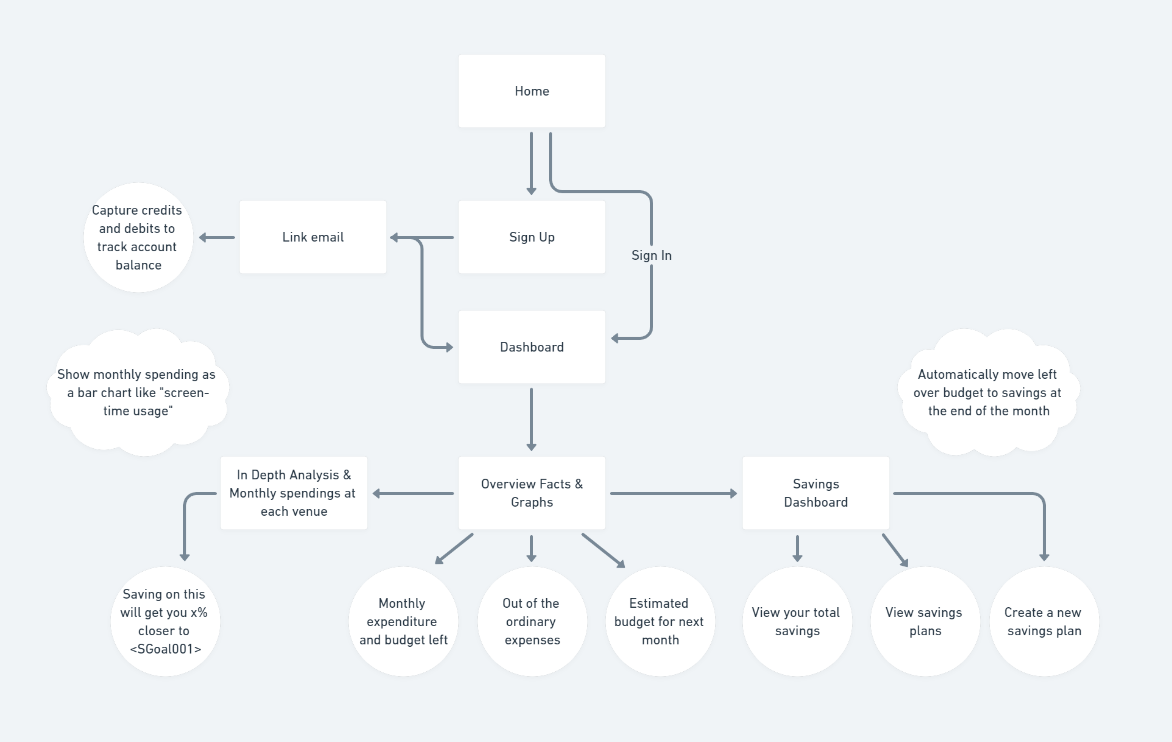 Home
Capture credits
and debits to
track account
balance
Link email
Sign Up
Sign In
Dashboard
Show monthly spending as
a bar chart like "screen-
time usage"
Automatically move left
over budget to savings at
the end of the month
In Depth Analysis &
Monthly spendings at
each venue
Overview Facts &
Graphs
Savings
Dashboard
Saving on this
will get you x%
closer to
<SGoal001>
Monthly
expenditure
and budget left
Out of the
ordinary
expenses
Estimated
budget for next
month
View your total
savings
View savings
plans
Create a new
savings plan